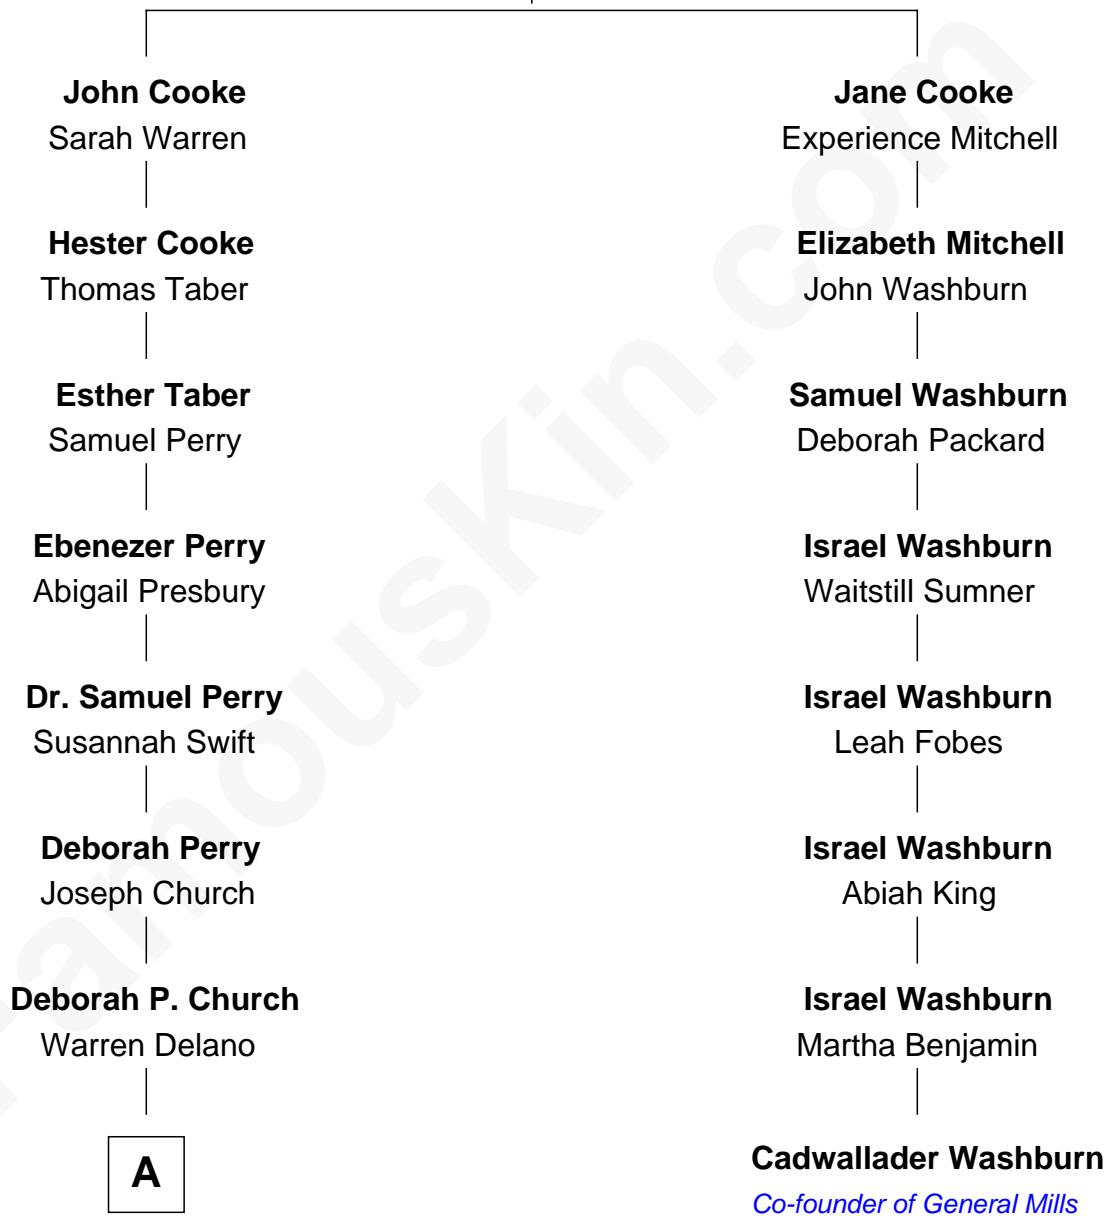 John Cooke
Sarah Warren
Jane Cooke
Experience Mitchell
Hester Cooke
Thomas Taber
Elizabeth Mitchell
John Washburn
Esther Taber
Samuel Perry
Samuel Washburn
Deborah Packard
Ebenezer Perry
Abigail Presbury
Israel Washburn
Waitstill Sumner
Dr. Samuel Perry
Susannah Swift
Israel Washburn
Leah Fobes
Deborah Perry
Joseph Church
Israel Washburn
Abiah King
Deborah P. Church
Warren Delano
Israel Washburn
Martha Benjamin
A
Cadwallader Washburn
Co-founder of General Mills
FamousKin.com